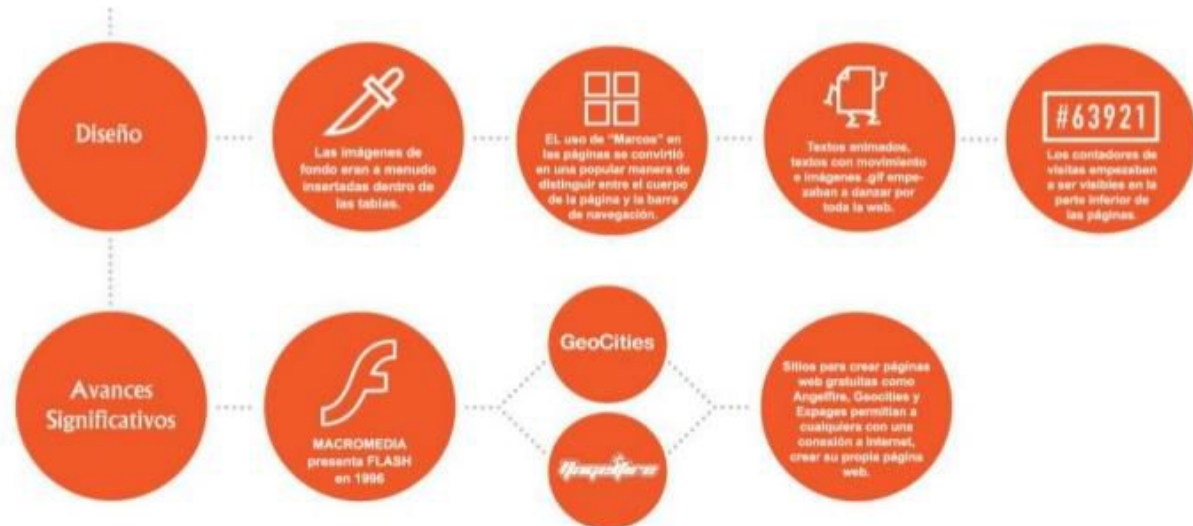 Diseño
Las imágenes de
fondo eran a menudo
insertadas dentro de
las tablas.
EL uso de "Marcos" en
las páginas se convirtió
en una popular manera de
distinguir entre el cuerpo
de la página y la barra
de navegación.
Textos animados,
textos con movimiento
e imágenes .gif empe-
zaban a danzar por
toda la web.
#63921
Los contadores de
visitas empezaban
a ser visibles en la
parte inferior de
las páginas.
Avances
Significativos
MACROMEDIA
presenta FLASH
en 1996
GeoCities
Angelfire
Sitios para crear páginas
web gratuitas como
Angelfire, Geocities y
Expages permitían a
cualquiera con una
conexión a Internet,
crear su propia página
web.